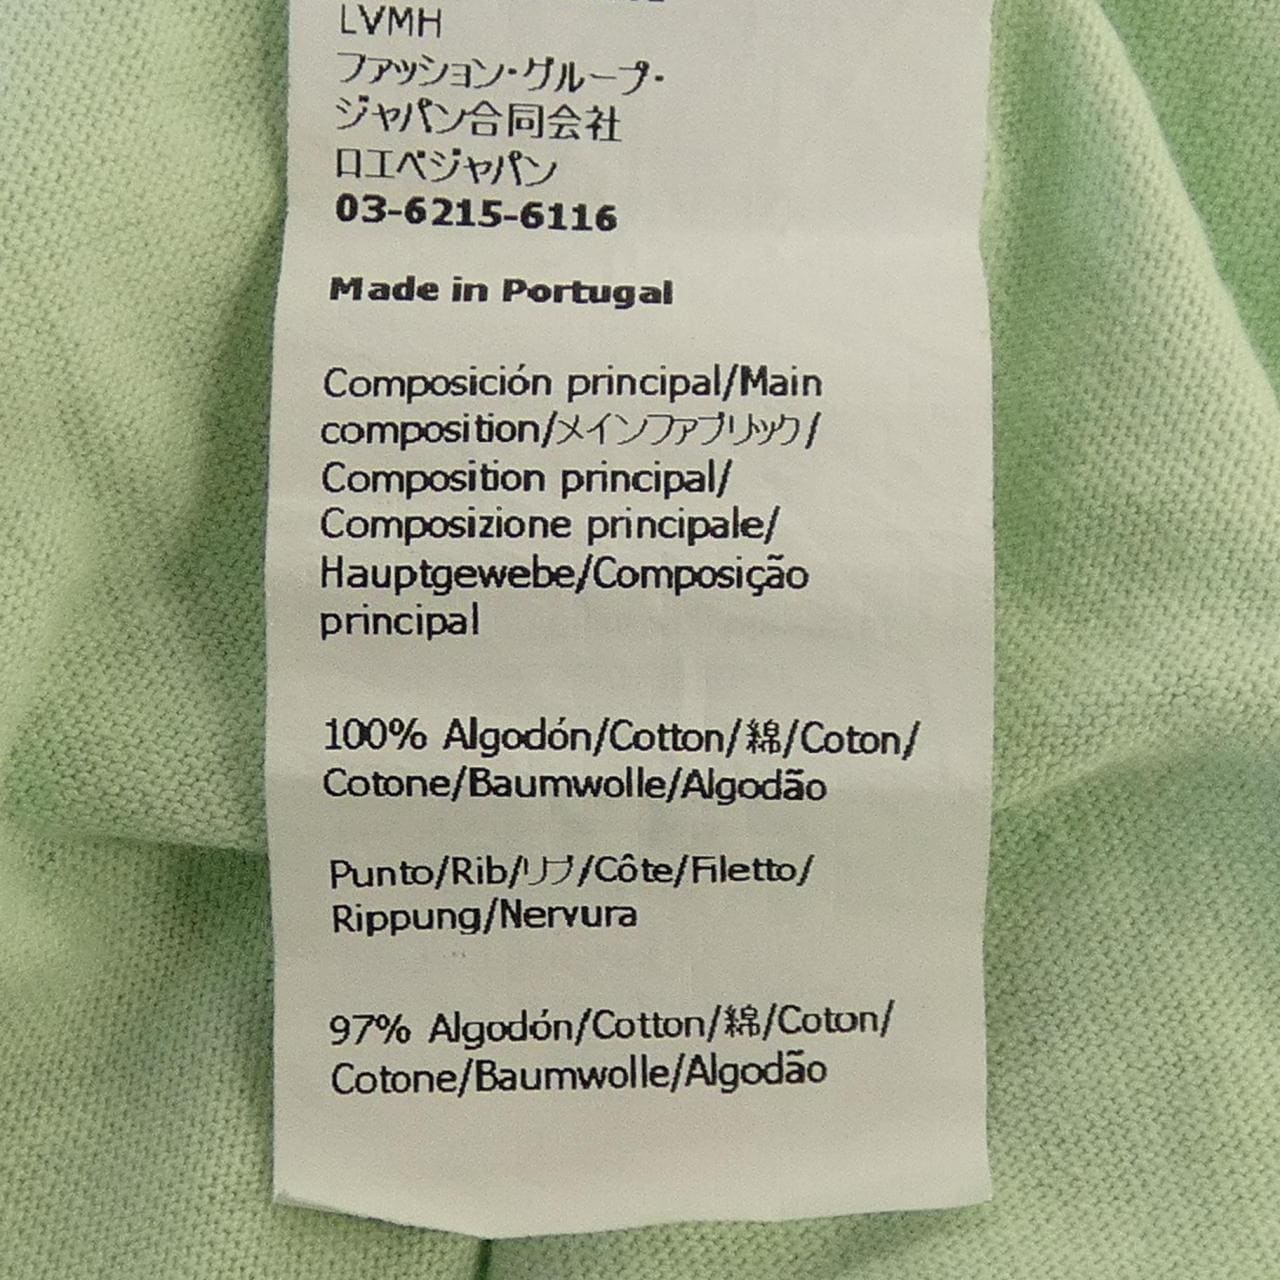 LVMH
ファッション・グループ・
ジャパン合同会社
ロエベジャパン
03-6215-6116
Made in Portugal
Composición principal/Main
composition/メインファブリック/
Composition principal/
Composizione principale/
Hauptgewebe/Composição
principal
100% Algodón/Cotton/綿/Coton/
Cotone/Baumwolle/Algodão
Punto/Rib/リブ/Côte/Filetto/
Rippung/Nervura
97% Algodón/Cotton/綿/Coton/
Cotone/Baumwolle/Algodão